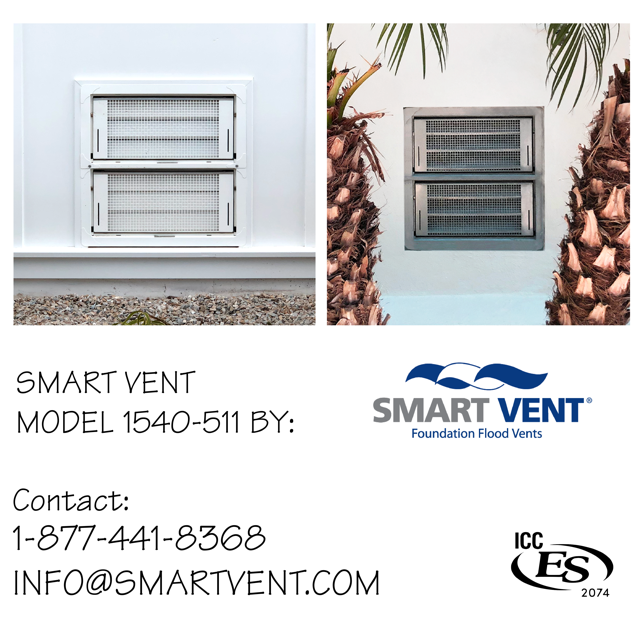 SMART VENT
MODEL 1540-511 BY:
SMART VENT®
Foundation Flood Vents
Contact:
1-877-441-8368
INFO@SMARTVENT.COM
ICC
ES
2074